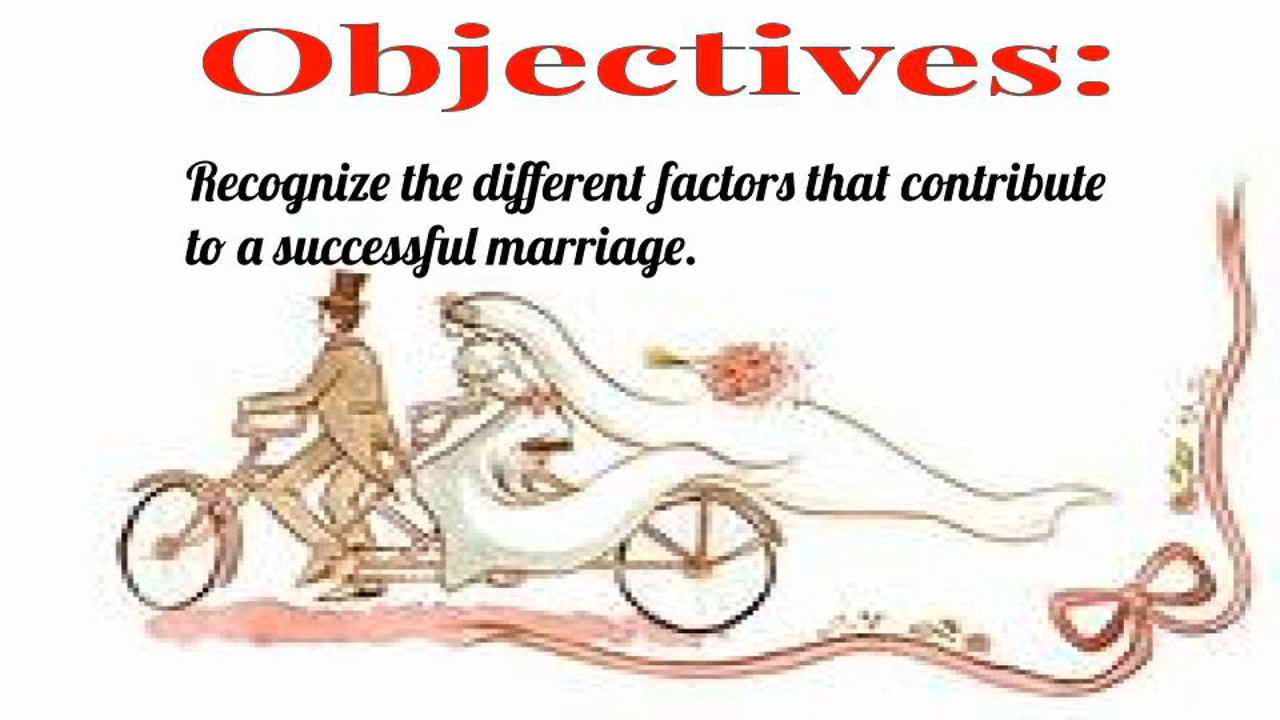 Objectives:
Recognize the different factors that contribute
to a successful marriage.